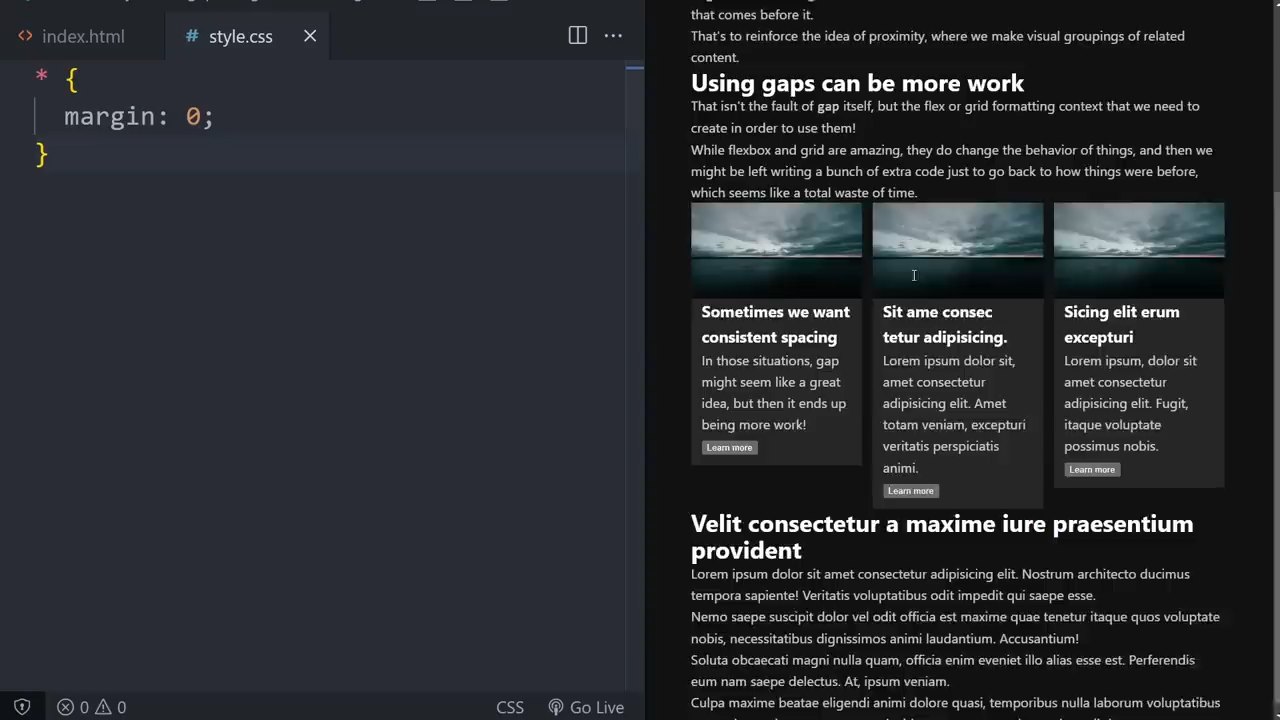 index.html
style.css
* {
margin: 0;
}
0 0
CSS
Go Live
that comes before it.
That's to reinforce the idea of proximity, where we make visual groupings of related
content.
Using gaps can be more work
That isn't the fault of gap itself, but the flex or grid formatting context that we need to
create in order to use them!
While flexbox and grid are amazing, they do change the behavior of things, and then we
might be left writing a bunch of extra code just to go back to how things were before,
which seems like a total waste of time.
Sometimes we want
consistent spacing
In those situations, gap
might seem like a great
idea, but then it ends up
being more work!
Learn more
Sit ame consec
tetur adipisicing.
Lorem ipsum dolor sit,
amet consectetur
adipisicing elit. Amet
totam veniam, excepturi
veritatis perspiciatis
animi.
Learn more
Sicing elit erum
excepturi
Lorem ipsum, dolor sit
amet consectetur
adipisicing elit. Fugit,
itaque voluptate
possimus nobis.
Learn more
Velit consectetur a maxime iure praesentium
provident
Lorem ipsum dolor sit amet consectetur adipisicing elit. Nostrum architecto ducimus
tempora sapiente! Veritatis voluptatibus odit impedit qui saepe esse.
Nemo saepe suscipit dolor vel odit officia est maxime quae tenetur itaque quos voluptate
nobis, necessitatibus dignissimos animi laudantium. Accusantium!
Soluta obcaecati magni nulla quam, officia enim eveniet illo alias esse est. Perferendis
eum nam saepe delectus. At, ipsum veniam.
Culpa maxime beatae eligendi animi dolore quasi, temporibus nulla laborum voluptatibus